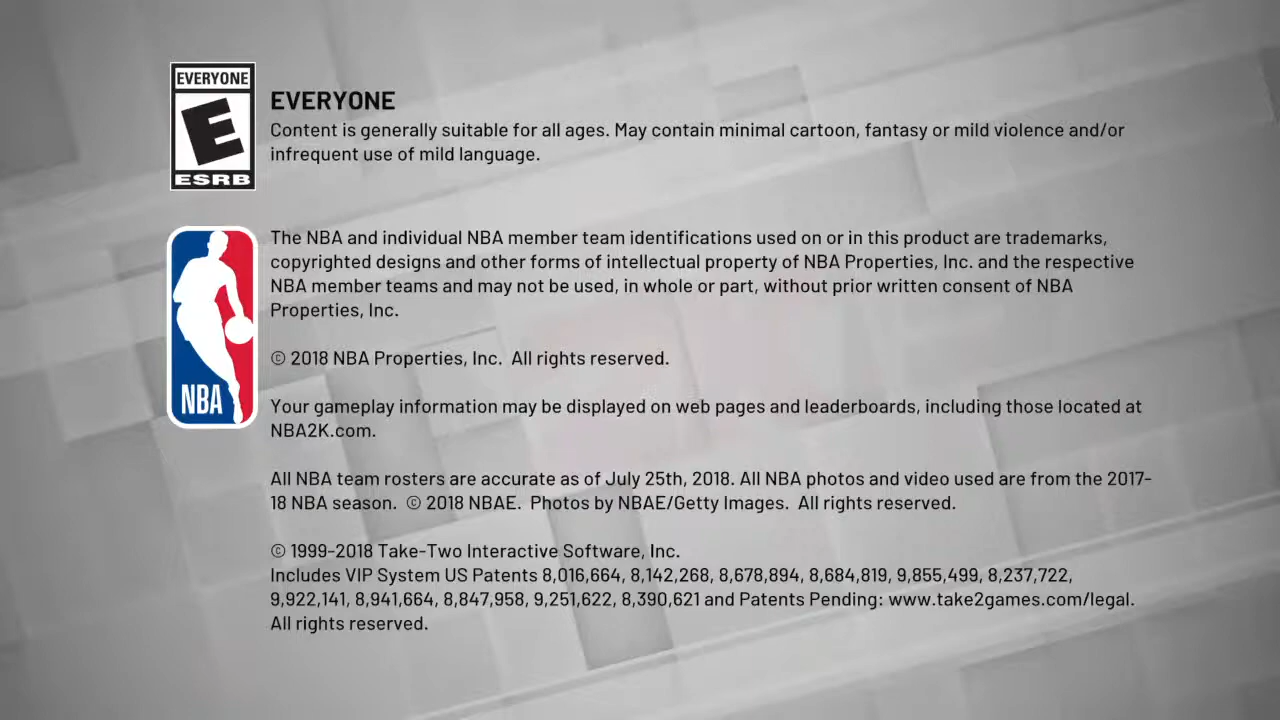 EVERYONE
E
ESRB
EVERYONE
Content is generally suitable for all ages. May contain minimal cartoon, fantasy or mild violence and/or
infrequent use of mild language.
The NBA and individual NBA member team identifications used on or in this product are trademarks,
copyrighted designs and other forms of intellectual property of NBA Properties, Inc. and the respective
NBA member teams and may not be used, in whole or part, without prior written consent of NBA
Properties, Inc.
© 2018 NBA Properties, Inc.  All rights reserved.
NBA
Your gameplay information may be displayed on web pages and leaderboards, including those located at
NBA2K.com.
All NBA team rosters are accurate as of July 25th, 2018. All NBA photos and video used are from the 2017-
18 NBA season.  © 2018 NBAE.  Photos by NBAE/Getty Images.  All rights reserved.
© 1999-2018 Take-Two Interactive Software, Inc.
Includes VIP System US Patents 8,016,664, 8,142,268, 8,678,894, 8,684,819, 9,855,499, 8,237,722,
9,922,141, 8,941,664, 8,847,958, 9,251,622, 8,390,621 and Patents Pending: www.take2games.com/legal.
All rights reserved.